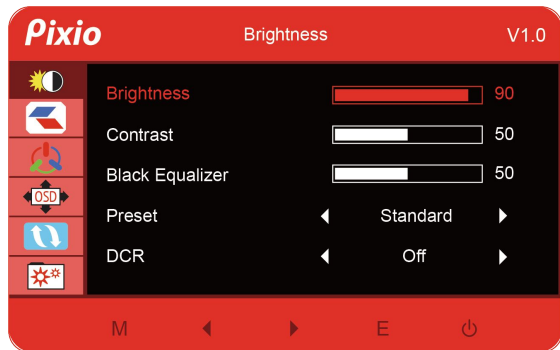 Pixio Brightness V1.0
Brightness 90
Contrast 50
Black Equalizer 50
OSD
Preset Standard
DCR Off
M E